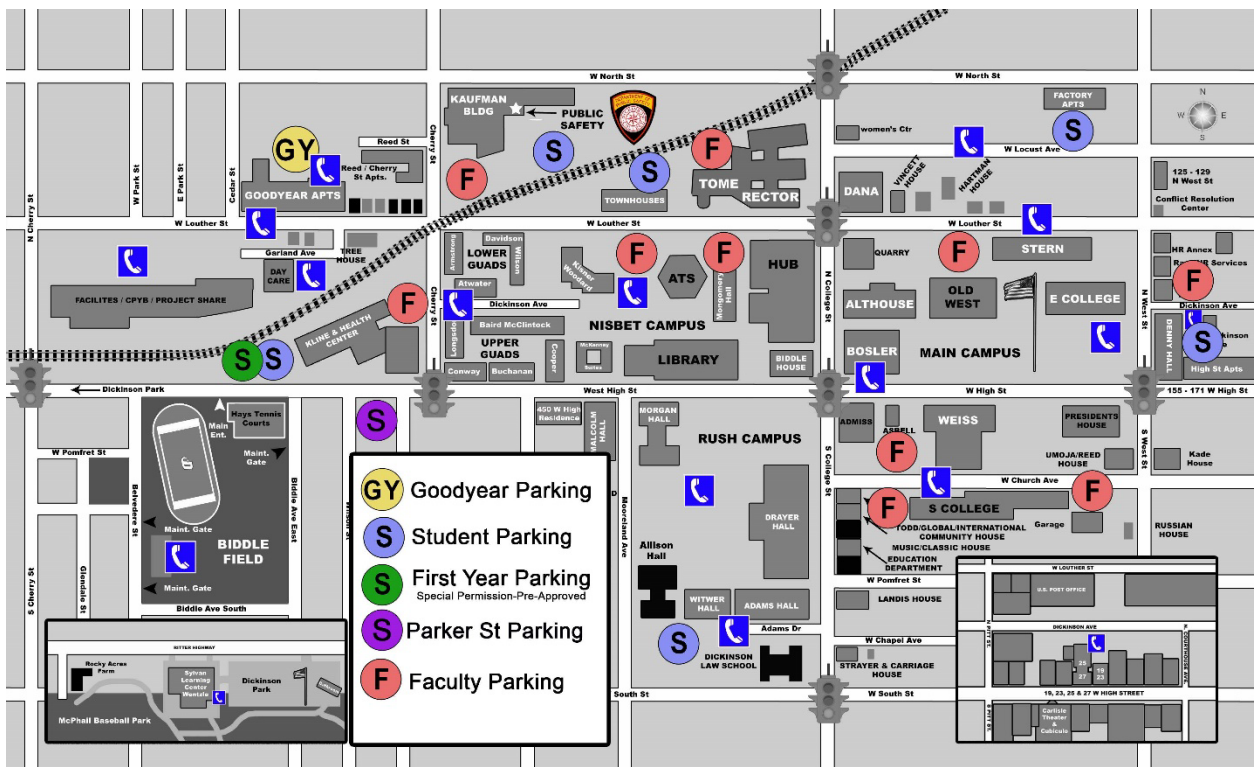 W North St
W North St
KAUFMAN
BLDG
PUBLIC
SAFETY
FACTORY
APTS
S
N
W
E
S
women's Ctr
W Locust Ave
GY
Reed St
Reed / Cherry
St Apts.
GOODYEAR APTS
Cherry St
F
S
S
F
TOME
RECTOR
TOWNHOUSES
DANA
VINCETT
HOUSE
HARTMAN
HOUSE
125 - 129
N West St
Conflict Resolution
Center
N Cherry St
W Park St
E Park St
Cedar St
W Louther St
W Louther St
W Louther St
Garland Ave
TREE
HOUSE
DAY
CARE
FACILITES / CPYB / PROJECT SHARE
KLINE & HEALTH
CENTER
F
S
S
Cherry St
Armstrong
LOWER
GUADS
Davidson
Wilson
Atwater
Kisner
Woodard
F
F
ATS
Montgomery
Hall
HUB
Dickinson Ave
Longsdorf
Baird McClintock
NISBET CAMPUS
UPPER
GUADS
Conway
Buchanan
Cooper
McKenney
Suites
LIBRARY
BIDDLE
HOUSE
N College St
QUARRY
F
STERN
ALTHOUSE
OLD
WEST
E COLLEGE
BOSLER
MAIN CAMPUS
N West St
HR Annex
F
Dickinson Ave
DENNY HALL
S
High St Apts
Dickinson Park
West High St
W High St
155 - 171 W High St
Hays Tennis
Courts
Main
Ent.
Maint.
Gate
W Pomfret St
Belvedere St
Maint. Gate
BIDDLE
FIELD
Maint. Gate
Biddle Ave South
Biddle Ave East
S Cherry St
Glendale St
S
450 W High
Residence
MALCOLM
HALL
Mooreland Ave
MORGAN
HALL
RUSH CAMPUS
DRAYER
HALL
Allison
Hall
WITWER
HALL
ADAMS HALL
Adams Dr
S
DICKINSON
LAW SCHOOL
South St
S College St
ADMISS
ASBELL
F
WEISS
PRESIDENTS
HOUSE
UMOJA/REED
HOUSE
S West St
Kade
House
W Church Ave
F
S COLLEGE
F
Garage
RUSSIAN
HOUSE
TODD/GLOBAL/INTERNATIONAL
COMMUNITY HOUSE
MUSIC/CLASSIC HOUSE
EDUCATION
DEPARTMENT
W Pomfret St
LANDIS HOUSE
W Chapel Ave
STRAYER & CARRIAGE
HOUSE
W South St
GY Goodyear Parking
S Student Parking
S First Year Parking
Special Permission-Pre-Approved
S Parker St Parking
F Faculty Parking
RITTER HIGHWAY
Rocky Acres
Farm
Sylvan
Learning
Center
Dickinson
Park
McPhail Baseball Park
W LOUTHER ST
U.S. POST OFFICE
N PITT ST
DICKINSON AVE
25
27
19
23
N. COURTHOUSE AVE.
19, 23, 25 & 27 W HIGH STREET
S PITT ST
Carlisle
Theater
&
Cubiculo